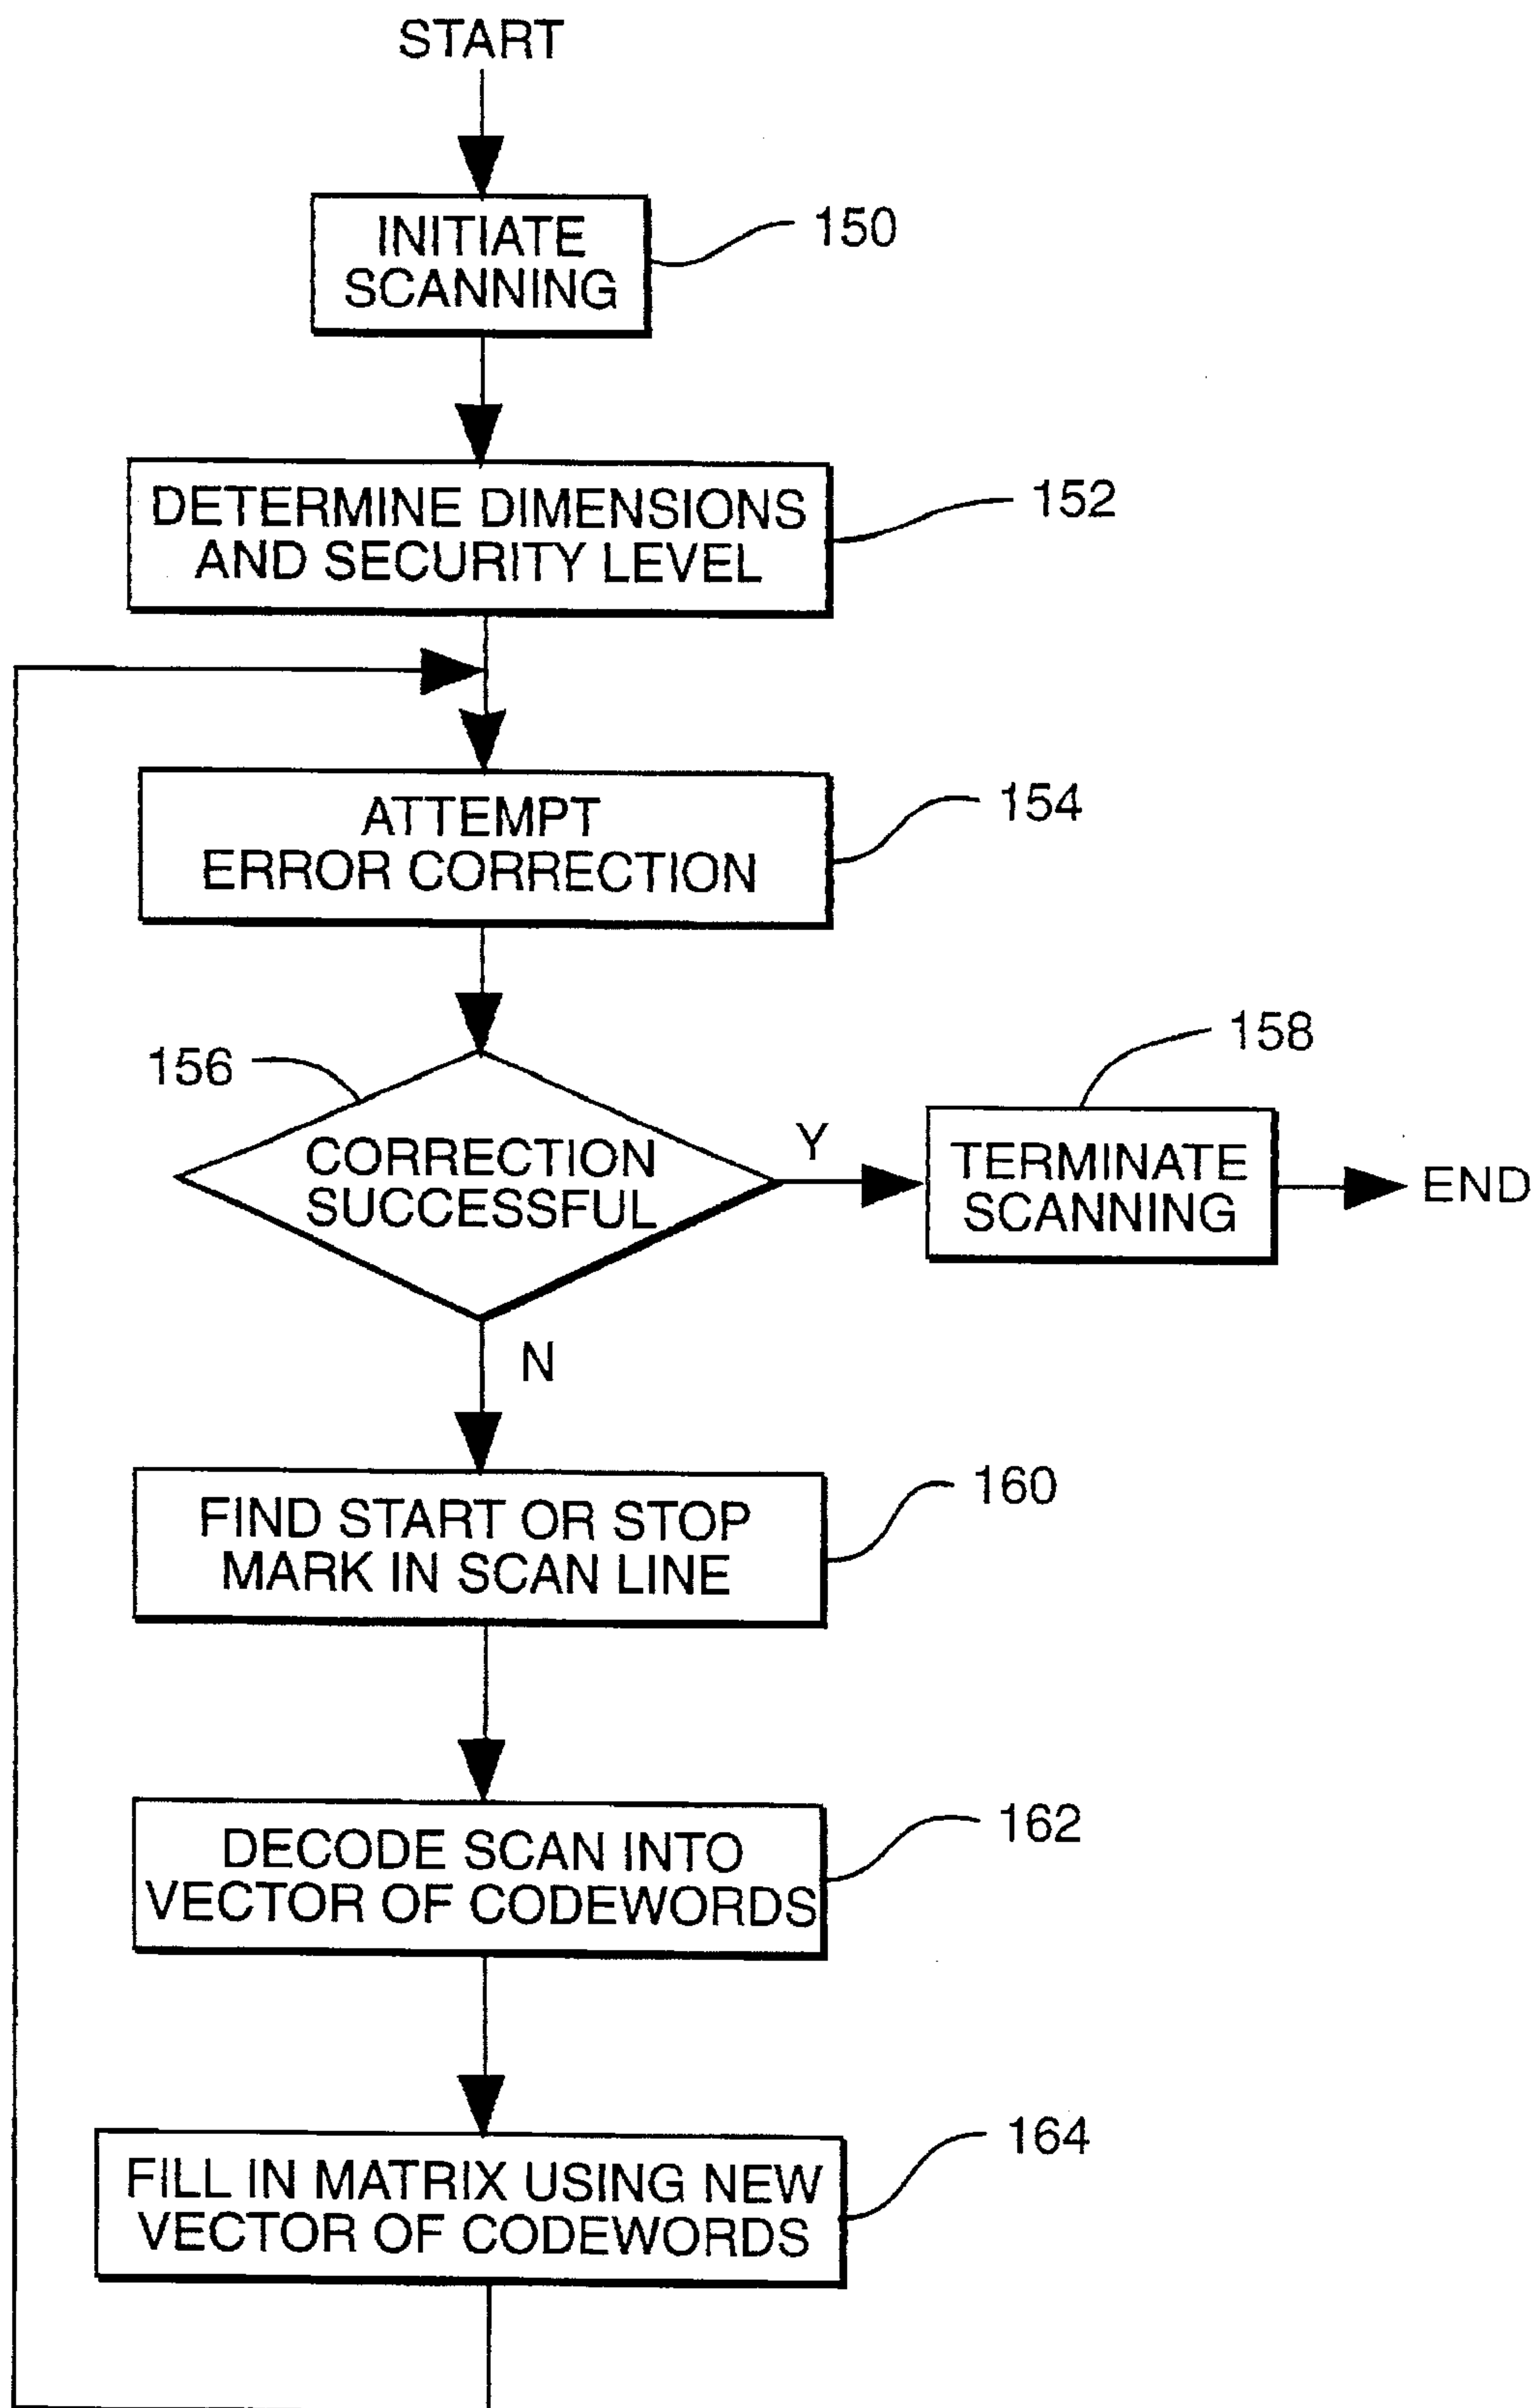 START
INITIATE
SCANNING
150
DETERMINE DIMENSIONS
AND SECURITY LEVEL
152
ATTEMPT
ERROR CORRECTION
154
156
CORRECTION
SUCCESSFUL
Y
158
TERMINATE
SCANNING
END
N
FIND START OR STOP
MARK IN SCAN LINE
160
DECODE SCAN INTO
VECTOR OF CODEWORDS
162
FILL IN MATRIX USING NEW
VECTOR OF CODEWORDS
164